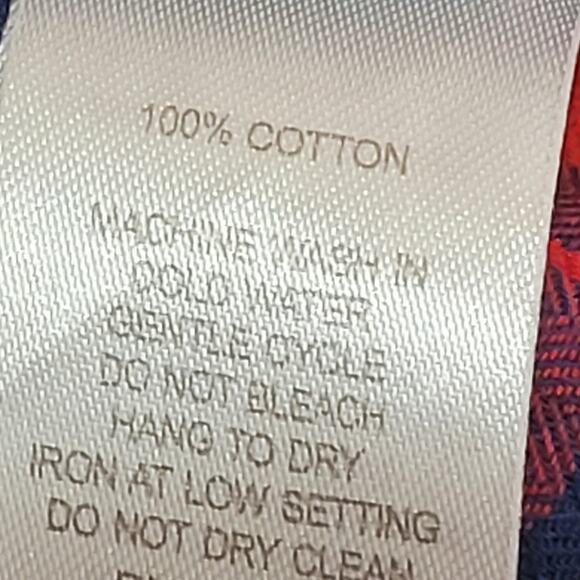 100% COTTON
MACHINE WASH IN
COLD WATER
GENTLE CYCLE
DO NOT BLEACH
HANG TO DRY
IRON AT LOW SETTING
DO NOT DRY CLEAN